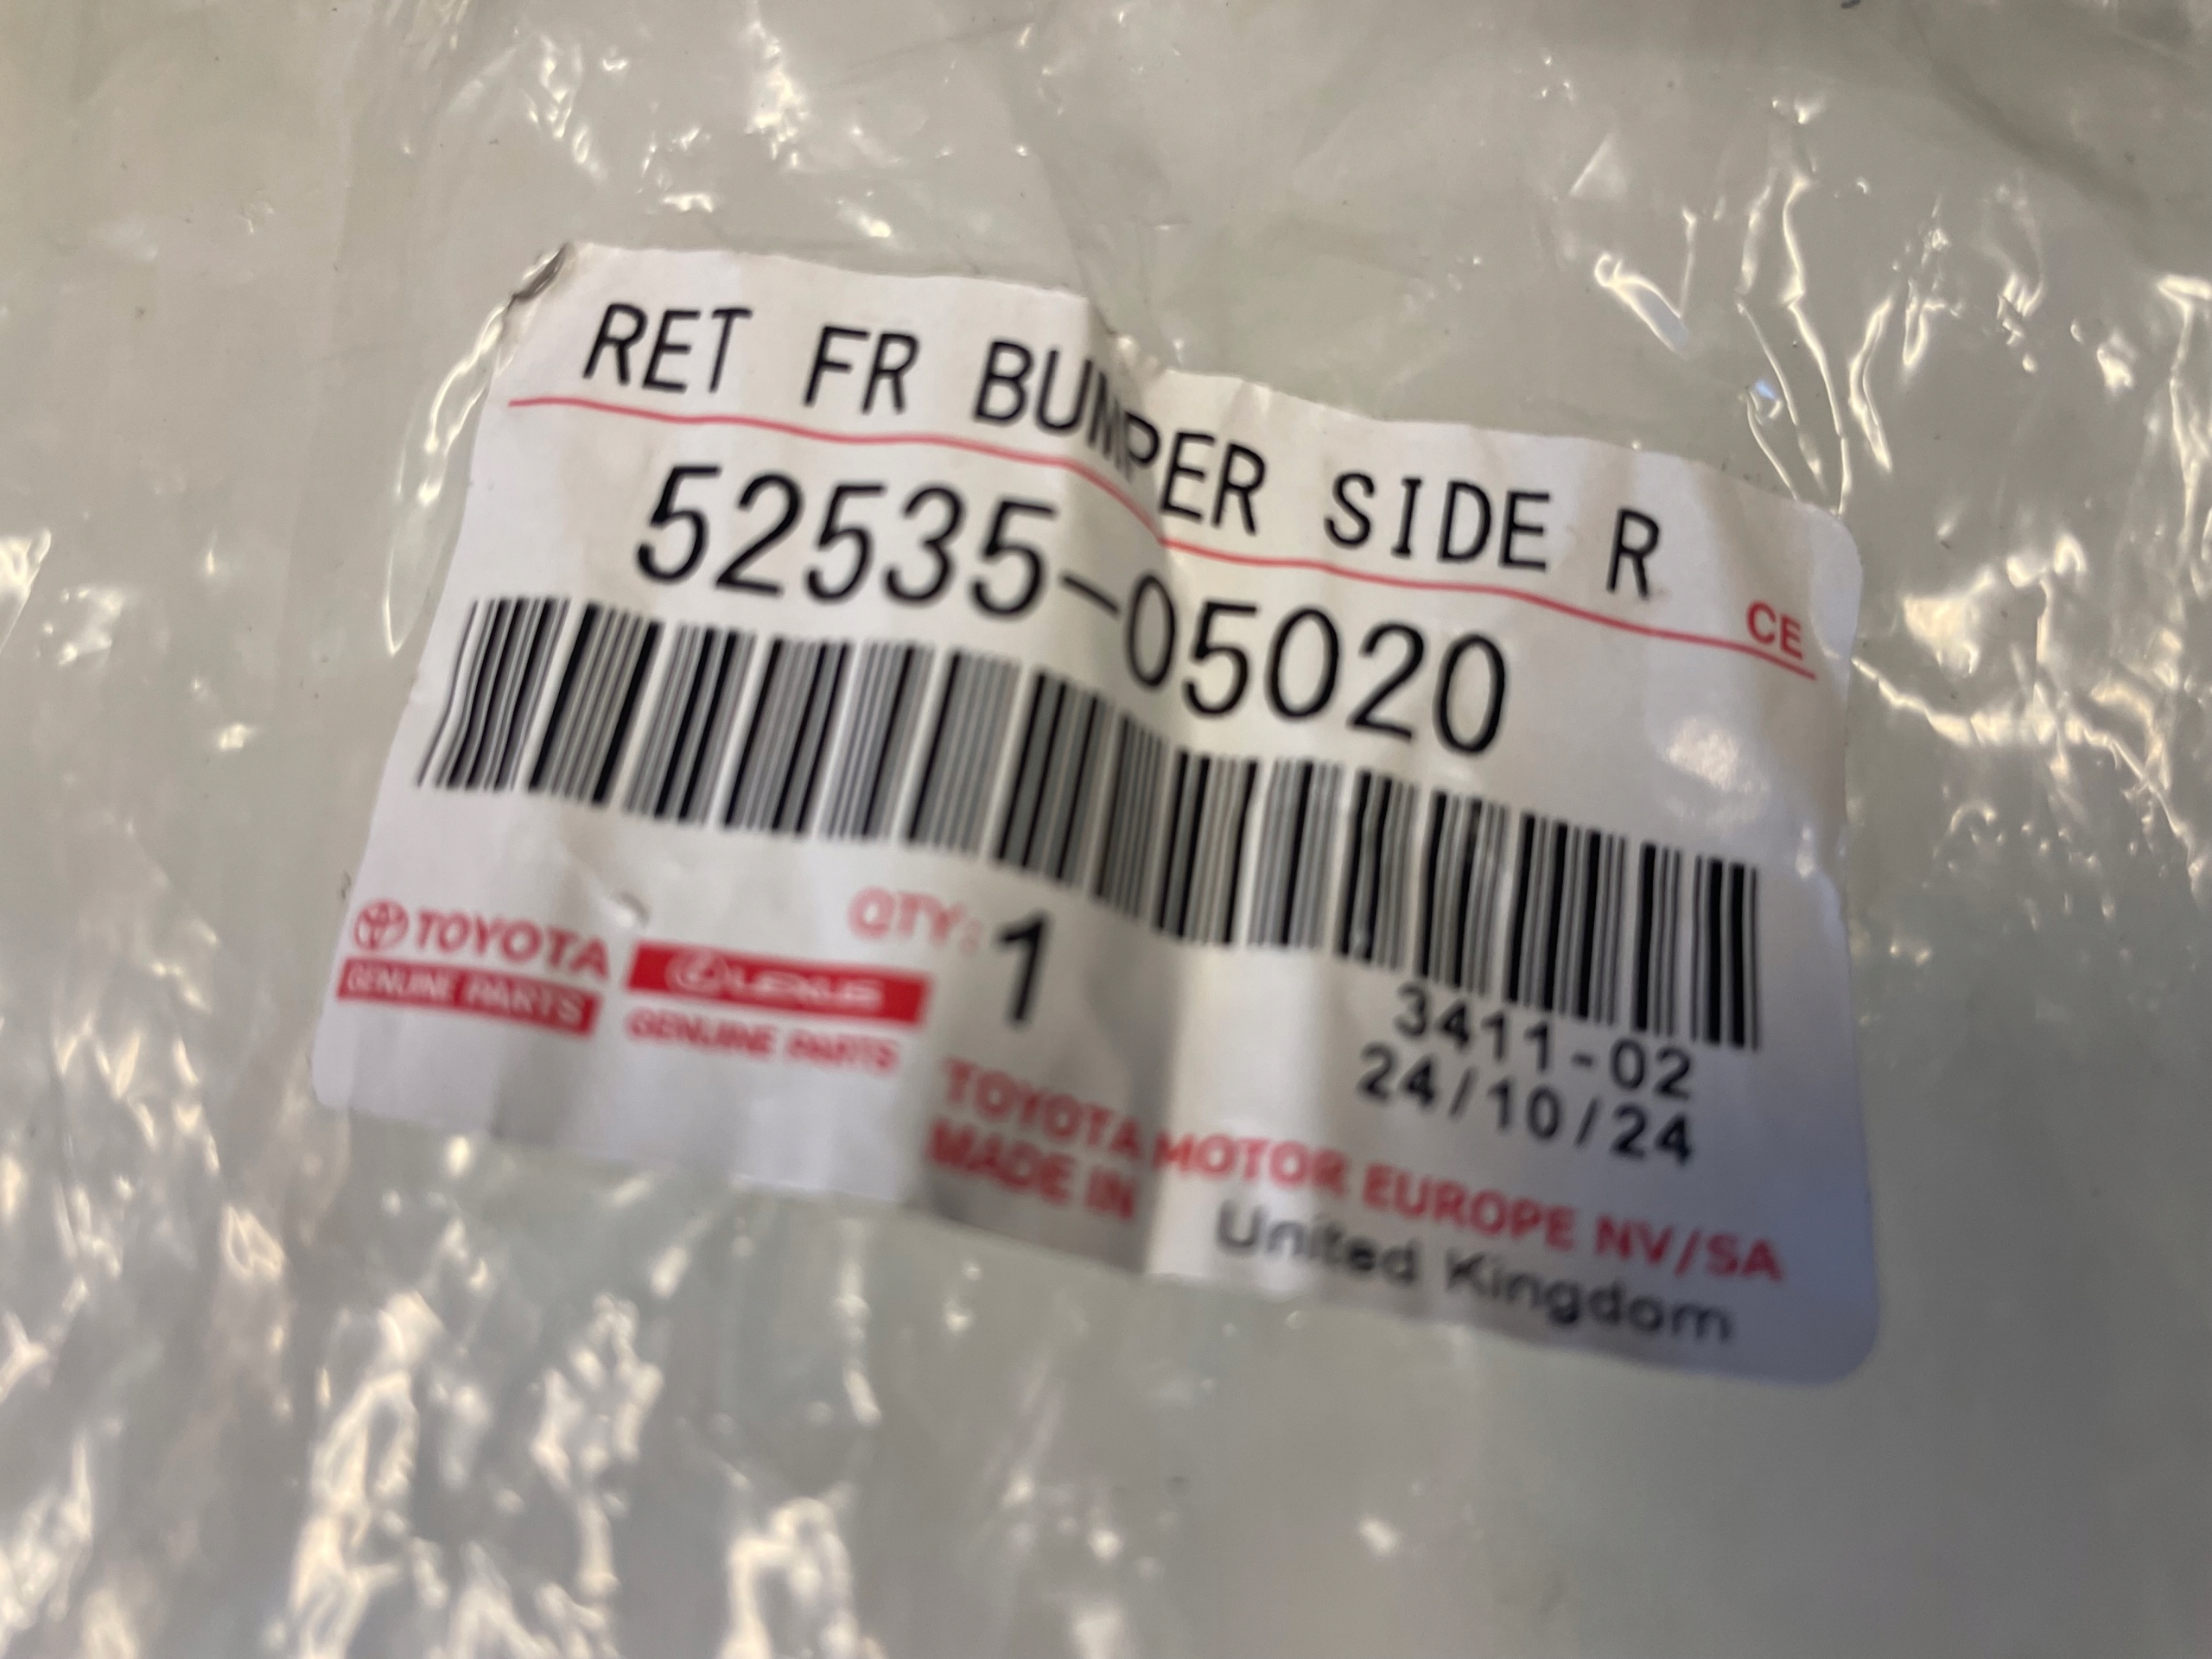 RET FR BUMPER SIDE R
CE
52535-05020
QTY: 1
TOYOTA
GENUINE PARTS
LEXUS
GENUINE PARTS
3411-02
24/10/24
TOYOTA MOTOR EUROPE NV/SA
MADE IN United Kingdom